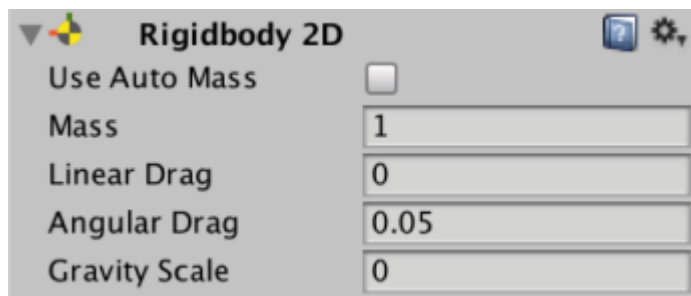 Rigidbody 2D
Use Auto Mass
Mass 1
Linear Drag 0
Angular Drag 0.05
Gravity Scale 0